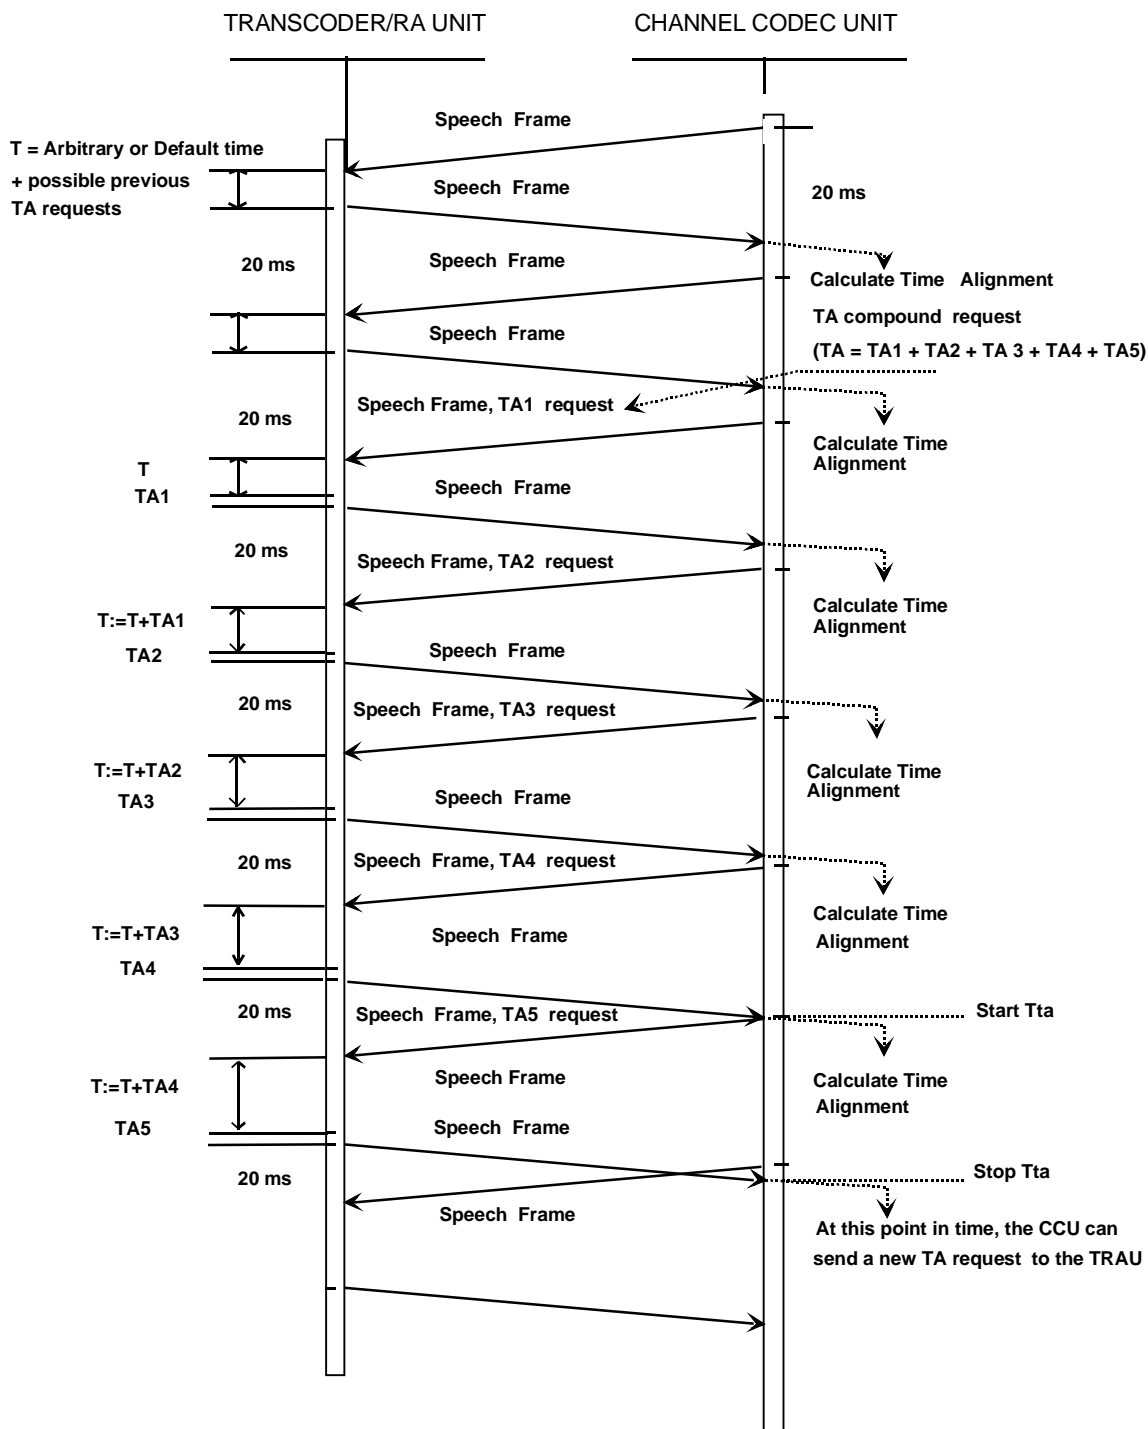 TRANSCODER/RA UNIT
CHANNEL CODEC UNIT
Speech Frame
T = Arbitrary or Default time
+ possible previous
TA requests
Speech Frame
20 ms
20 ms
Speech Frame
Calculate Time Alignment
TA compound request
(TA = TA1 + TA2 + TA 3 + TA4 + TA5)
Speech Frame
Speech Frame, TA1 request
20 ms
Calculate Time
Alignment
T
TA1
Speech Frame
20 ms
Speech Frame, TA2 request
Calculate Time
Alignment
T:=T+TA1
TA2
Speech Frame
20 ms
Speech Frame, TA3 request
Calculate Time
Alignment
T:=T+TA2
TA3
Speech Frame
20 ms
Speech Frame, TA4 request
Calculate Time
Alignment
T:=T+TA3
TA4
Speech Frame
20 ms
Speech Frame, TA5 request
Start Tta
T:=T+TA4
TA5
Speech Frame
Calculate Time
Alignment
Speech Frame
20 ms
Stop Tta
Speech Frame
At this point in time, the CCU can
send a new TA request to the TRAU